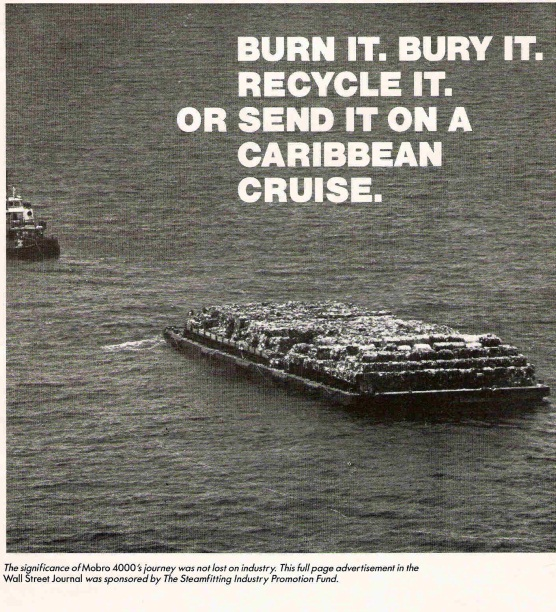 BURN IT. BURY IT.
RECYCLE IT.
OR SEND IT ON A
CARIBBEAN
CRUISE.
The significance of Mobro 4000's journey was not lost on industry. This full page advertisement in the
Wall Street Journal was sponsored by The Steamfitting Industry Promotion Fund.